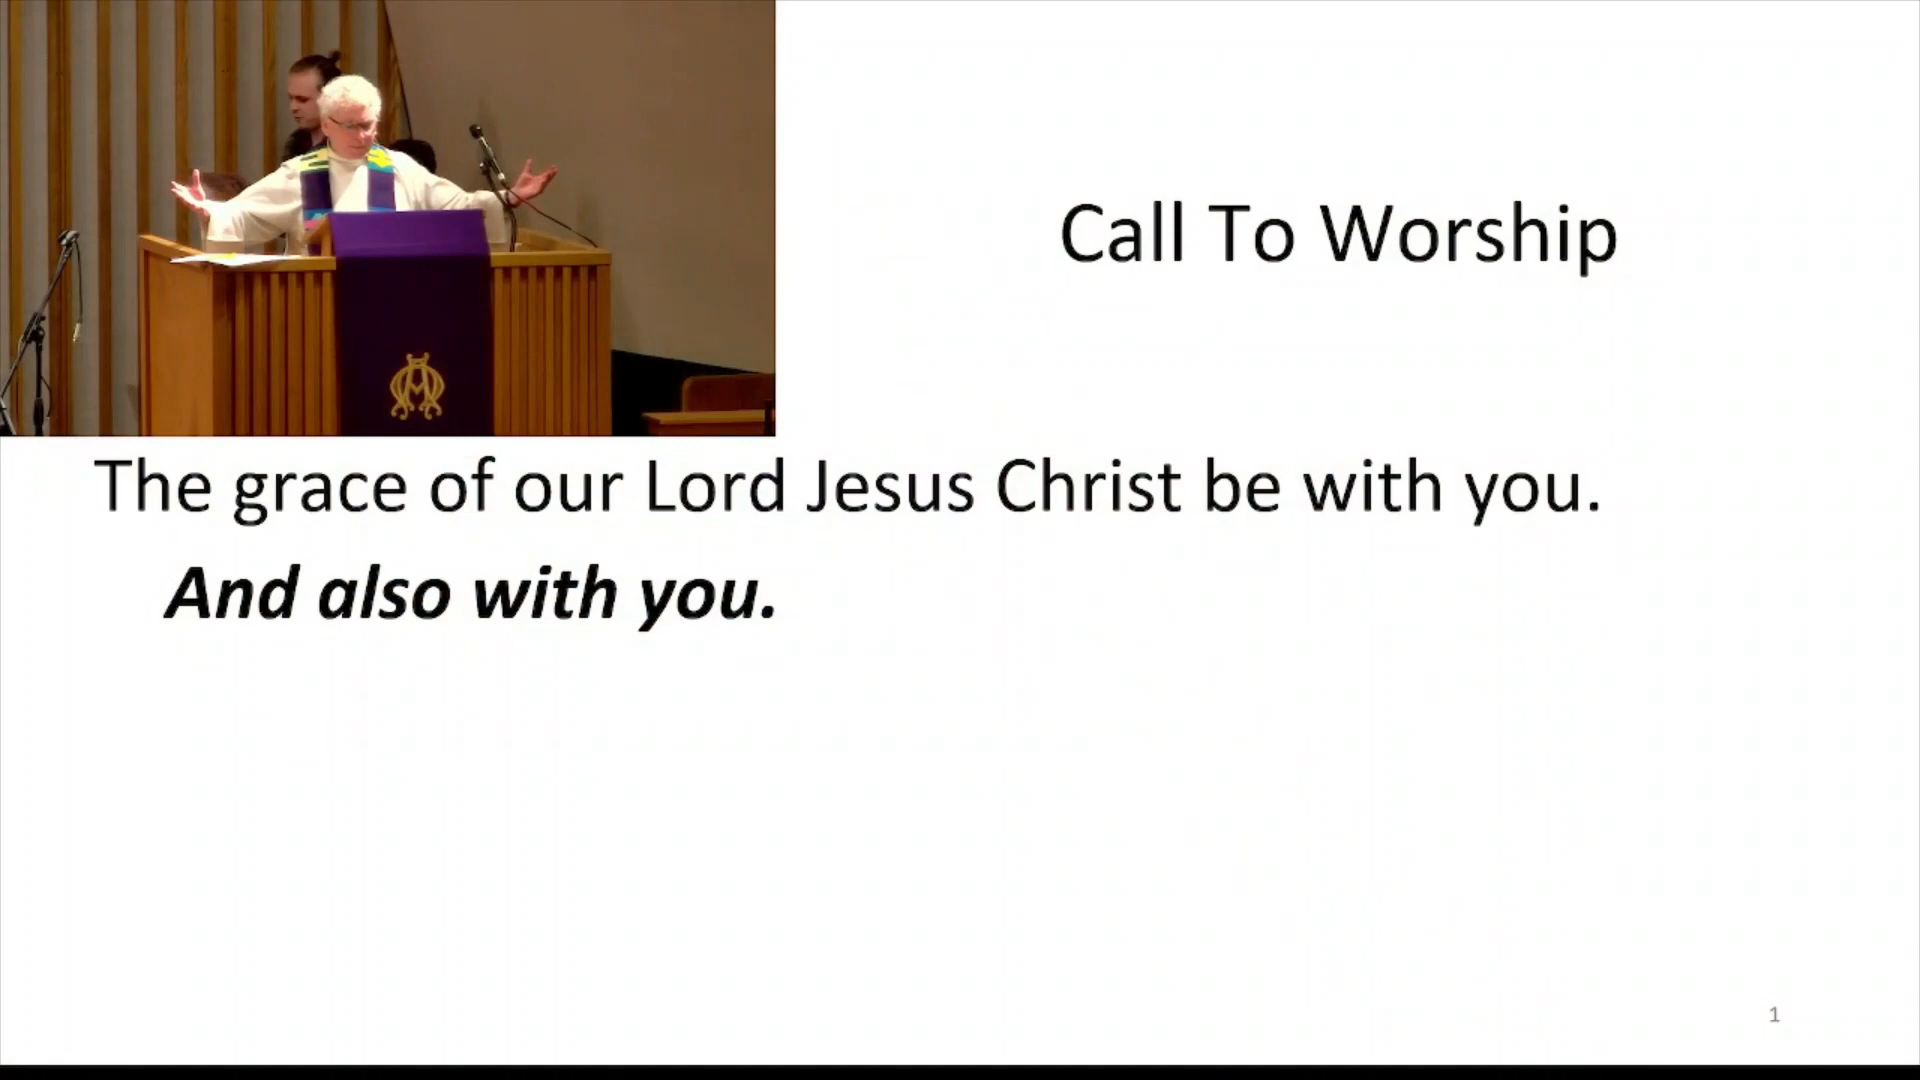 Call To Worship
The grace of our Lord Jesus Christ be with you.
And also with you.
1